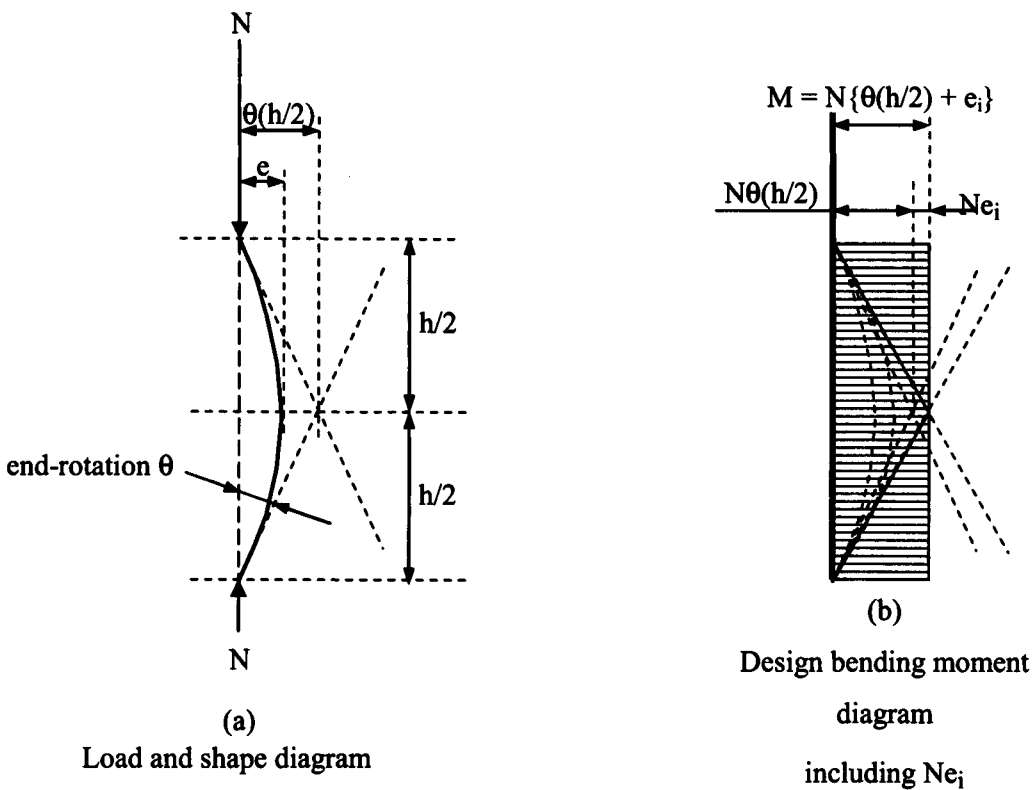 N
θ(h/2)
e
h/2
end-rotation θ
h/2
N
(a)
Load and shape diagram
M = N{θ(h/2) + eᵢ}
Nθ(h/2)
Neᵢ
(b)
Design bending moment
diagram
including Neᵢ